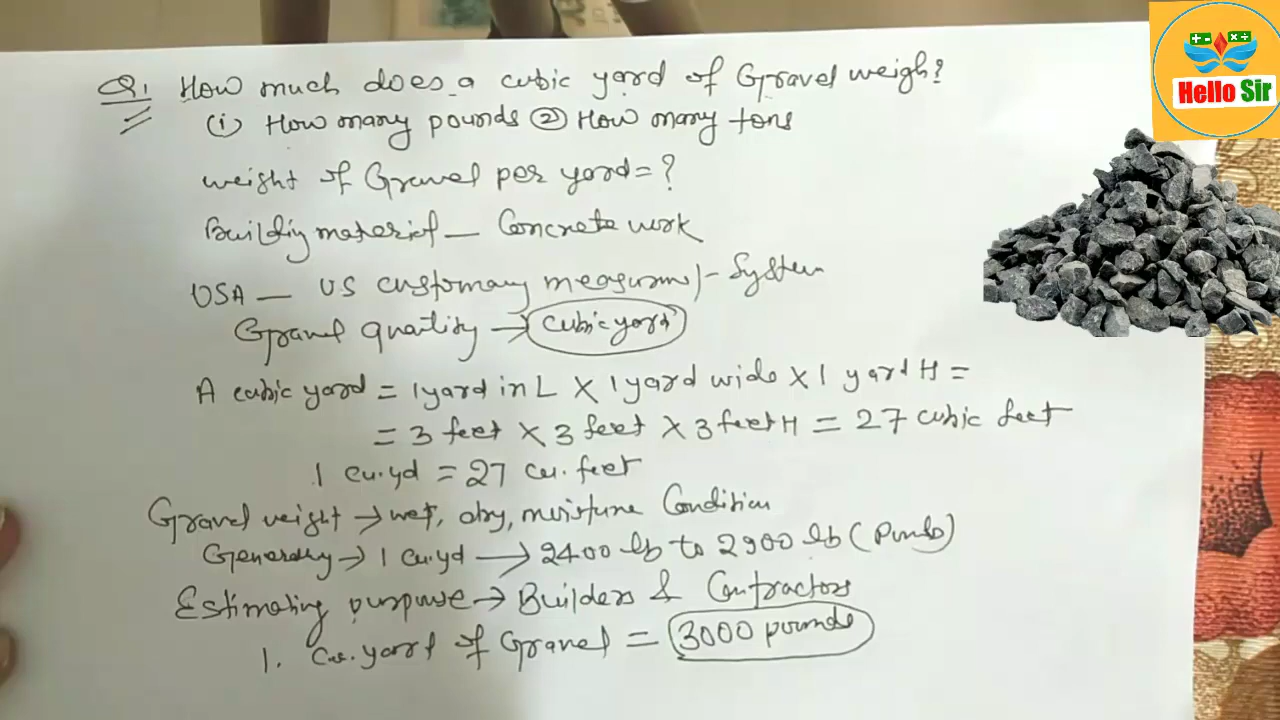 Q1. How much does a cubic yard of Gravel weigh?
(i) How many pounds ② How many tons
weight of Gravel per yard = ?
Building material — Concrete work
USA — US customary measurment - System
Gravel quantity → cubic yard
A cubic yard = 1 yard in L X 1 yard wide X 1 yard H =
= 3 feet X 3 feet X 3 feet H = 27 cubic feet
1 cu.yd = 27 cu. feet
Gravel weight → wet, dry, moisture Condition
Generally → 1 cu.yd → 2400 lb to 2900 lb (Pounds)
Estimating purpose → Builders & Contractors
1. cu. yard of Gravel = 3000 pounds
+ - × ÷
Hello Sir